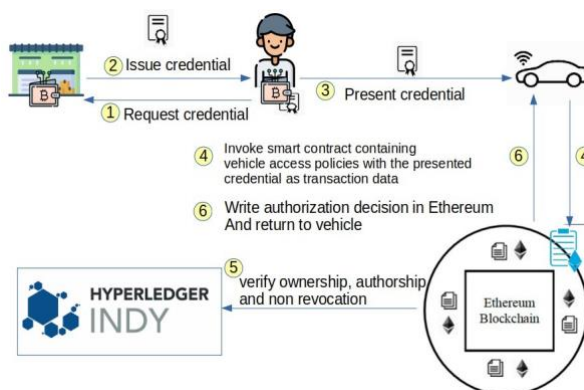 2 Issue credential
1 Request credential
3 Present credential
4 Invoke smart contract containing
vehicle access policies with the presented
credential as transaction data
6
4
6 Write authorization decision in Ethereum
And return to vehicle
5
verify ownership, authorship
and non revocation
HYPERLEDGER
INDY
Ethereum
Blockchain